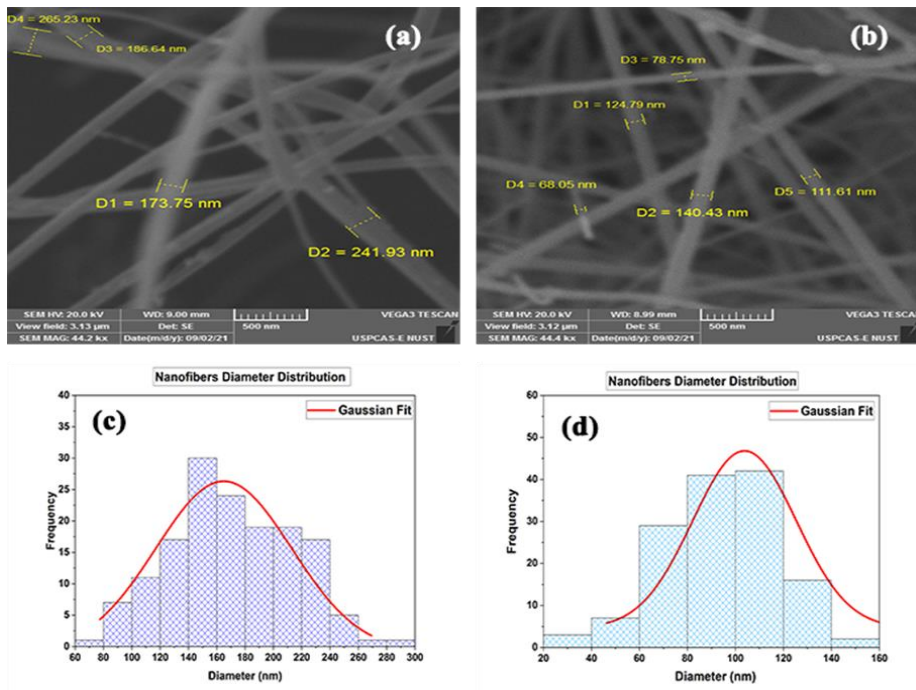 (a)
D4 = 265.23 nm
D3 = 186.64 nm
D1 = 173.75 nm
D2 = 241.93 nm
SEM HV: 20.0 kV WD: 9.00 mm VEGA3 TESCAN
View field: 3.13 µm Det: SE 500 nm
SEM MAG: 44.2 kx Date(m/d/y): 09/02/21 USPCAS-E NUST
(b)
D3 = 78.75 nm
D1 = 124.79 nm
D4 = 68.05 nm
D2 = 140.43 nm
D5 = 111.61 nm
SEM HV: 20.0 kV WD: 8.99 mm VEGA3 TESCAN
View field: 3.12 µm Det: SE 500 nm
SEM MAG: 44.4 kx Date(m/d/y): 09/02/21 USPCAS-E NUST
Nanofibers Diameter Distribution
(c)
Gaussian Fit
Frequency
40
35
30
25
20
15
10
5
0
60 80 100 120 140 160 180 200 220 240 260 280 300
Diameter (nm)
Nanofibers Diameter Distribution
(d)
Gaussian Fit
Frequency
60
50
40
30
20
10
0
20 40 60 80 100 120 140 160
Diameter (nm)